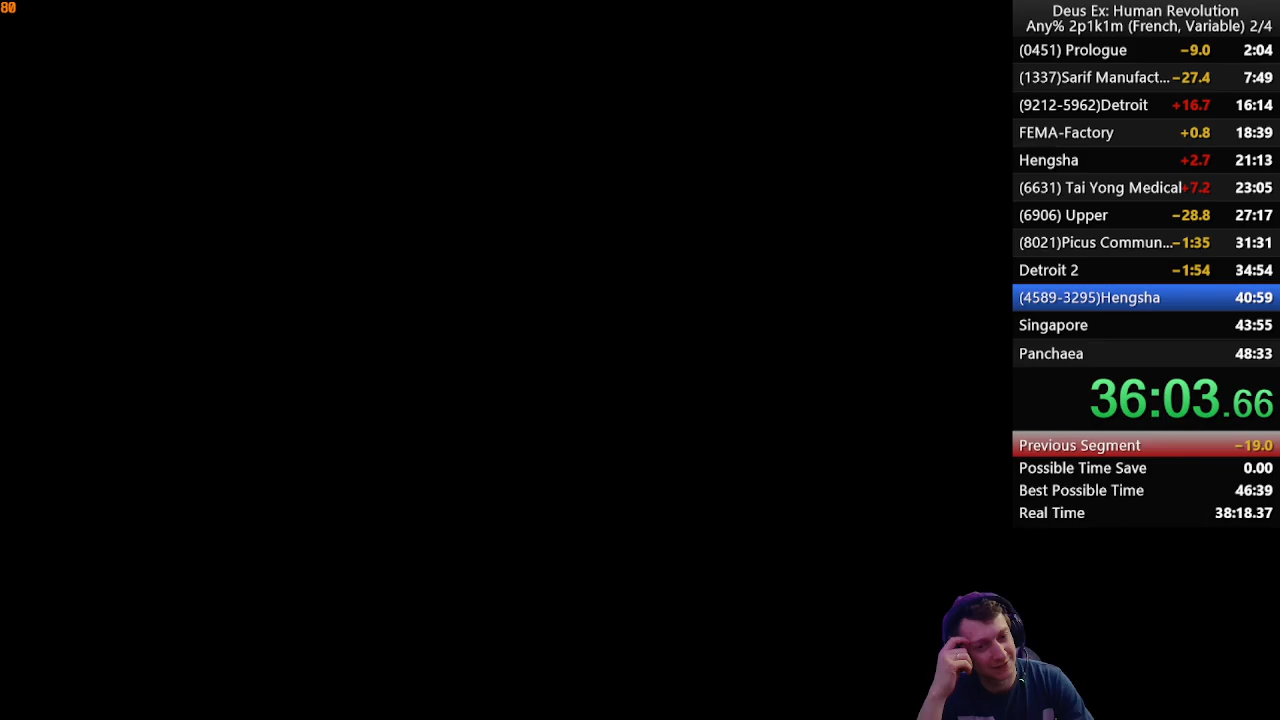 80
Deus Ex: Human Revolution
Any% 2p1k1m (French, Variable) 2/4
(0451) Prologue −9.0 2:04
(1337)Sarif Manufact... −27.4 7:49
(9212-5962)Detroit +16.7 16:14
FEMA-Factory +0.8 18:39
Hengsha +2.7 21:13
(6631) Tai Yong Medical +7.2 23:05
(6906) Upper −28.8 27:17
(8021)Picus Commun... −1:35 31:31
Detroit 2 −1:54 34:54
(4589-3295)Hengsha 40:59
Singapore 43:55
Panchaea 48:33
36:03.66
Previous Segment −19.0
Possible Time Save 0.00
Best Possible Time 46:39
Real Time 38:18.37